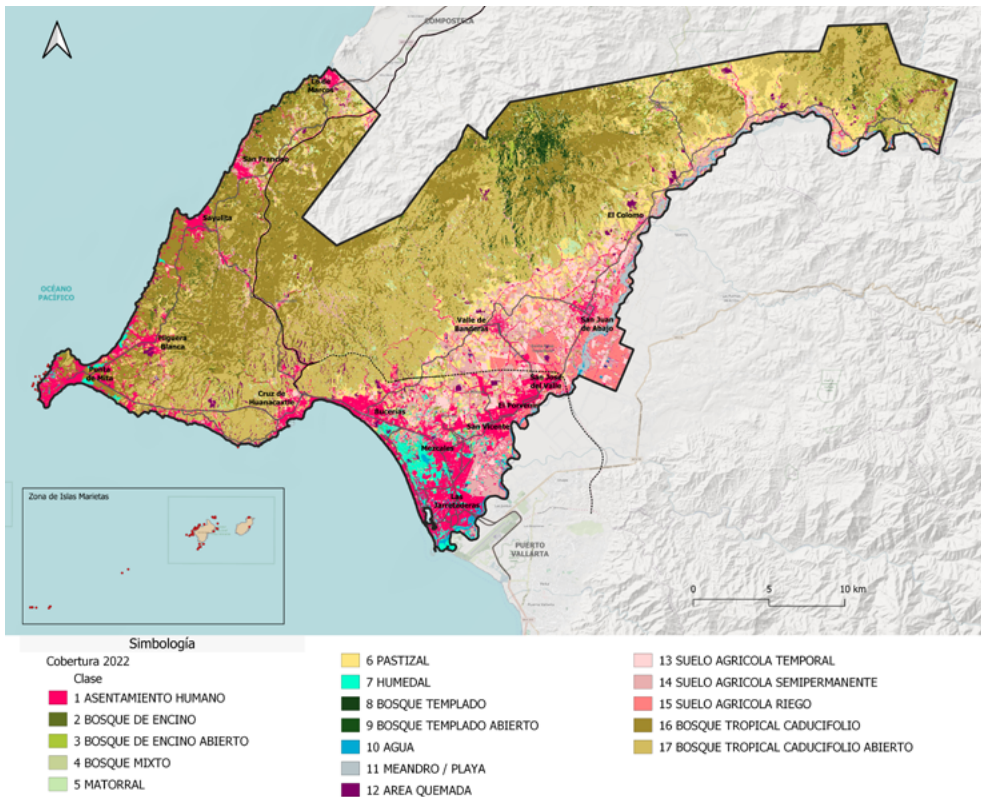 COMPOSTELA
Lo de
Marcos
San Francisco
Sayulita
El Colomo
OCÉANO
PACÍFICO
Valle de
Banderas
San Juan
de Abajo
Higuera
Blanca
Punta
de Mita
San José
del Valle
Cruz de
Huanacaxtle
Bucerías
El Porvenir
San Vicente
Mezcales
Las
Jarretaderas
Zona de Islas Marietas
PUERTO
VALLARTA
0 5 10 km
Simbología
Cobertura 2022
Clase
1 ASENTAMIENTO HUMANO
2 BOSQUE DE ENCINO
3 BOSQUE DE ENCINO ABIERTO
4 BOSQUE MIXTO
5 MATORRAL
6 PASTIZAL
7 HUMEDAL
8 BOSQUE TEMPLADO
9 BOSQUE TEMPLADO ABIERTO
10 AGUA
11 MEANDRO / PLAYA
12 AREA QUEMADA
13 SUELO AGRICOLA TEMPORAL
14 SUELO AGRICOLA SEMIPERMANENTE
15 SUELO AGRICOLA RIEGO
16 BOSQUE TROPICAL CADUCIFOLIO
17 BOSQUE TROPICAL CADUCIFOLIO ABIERTO